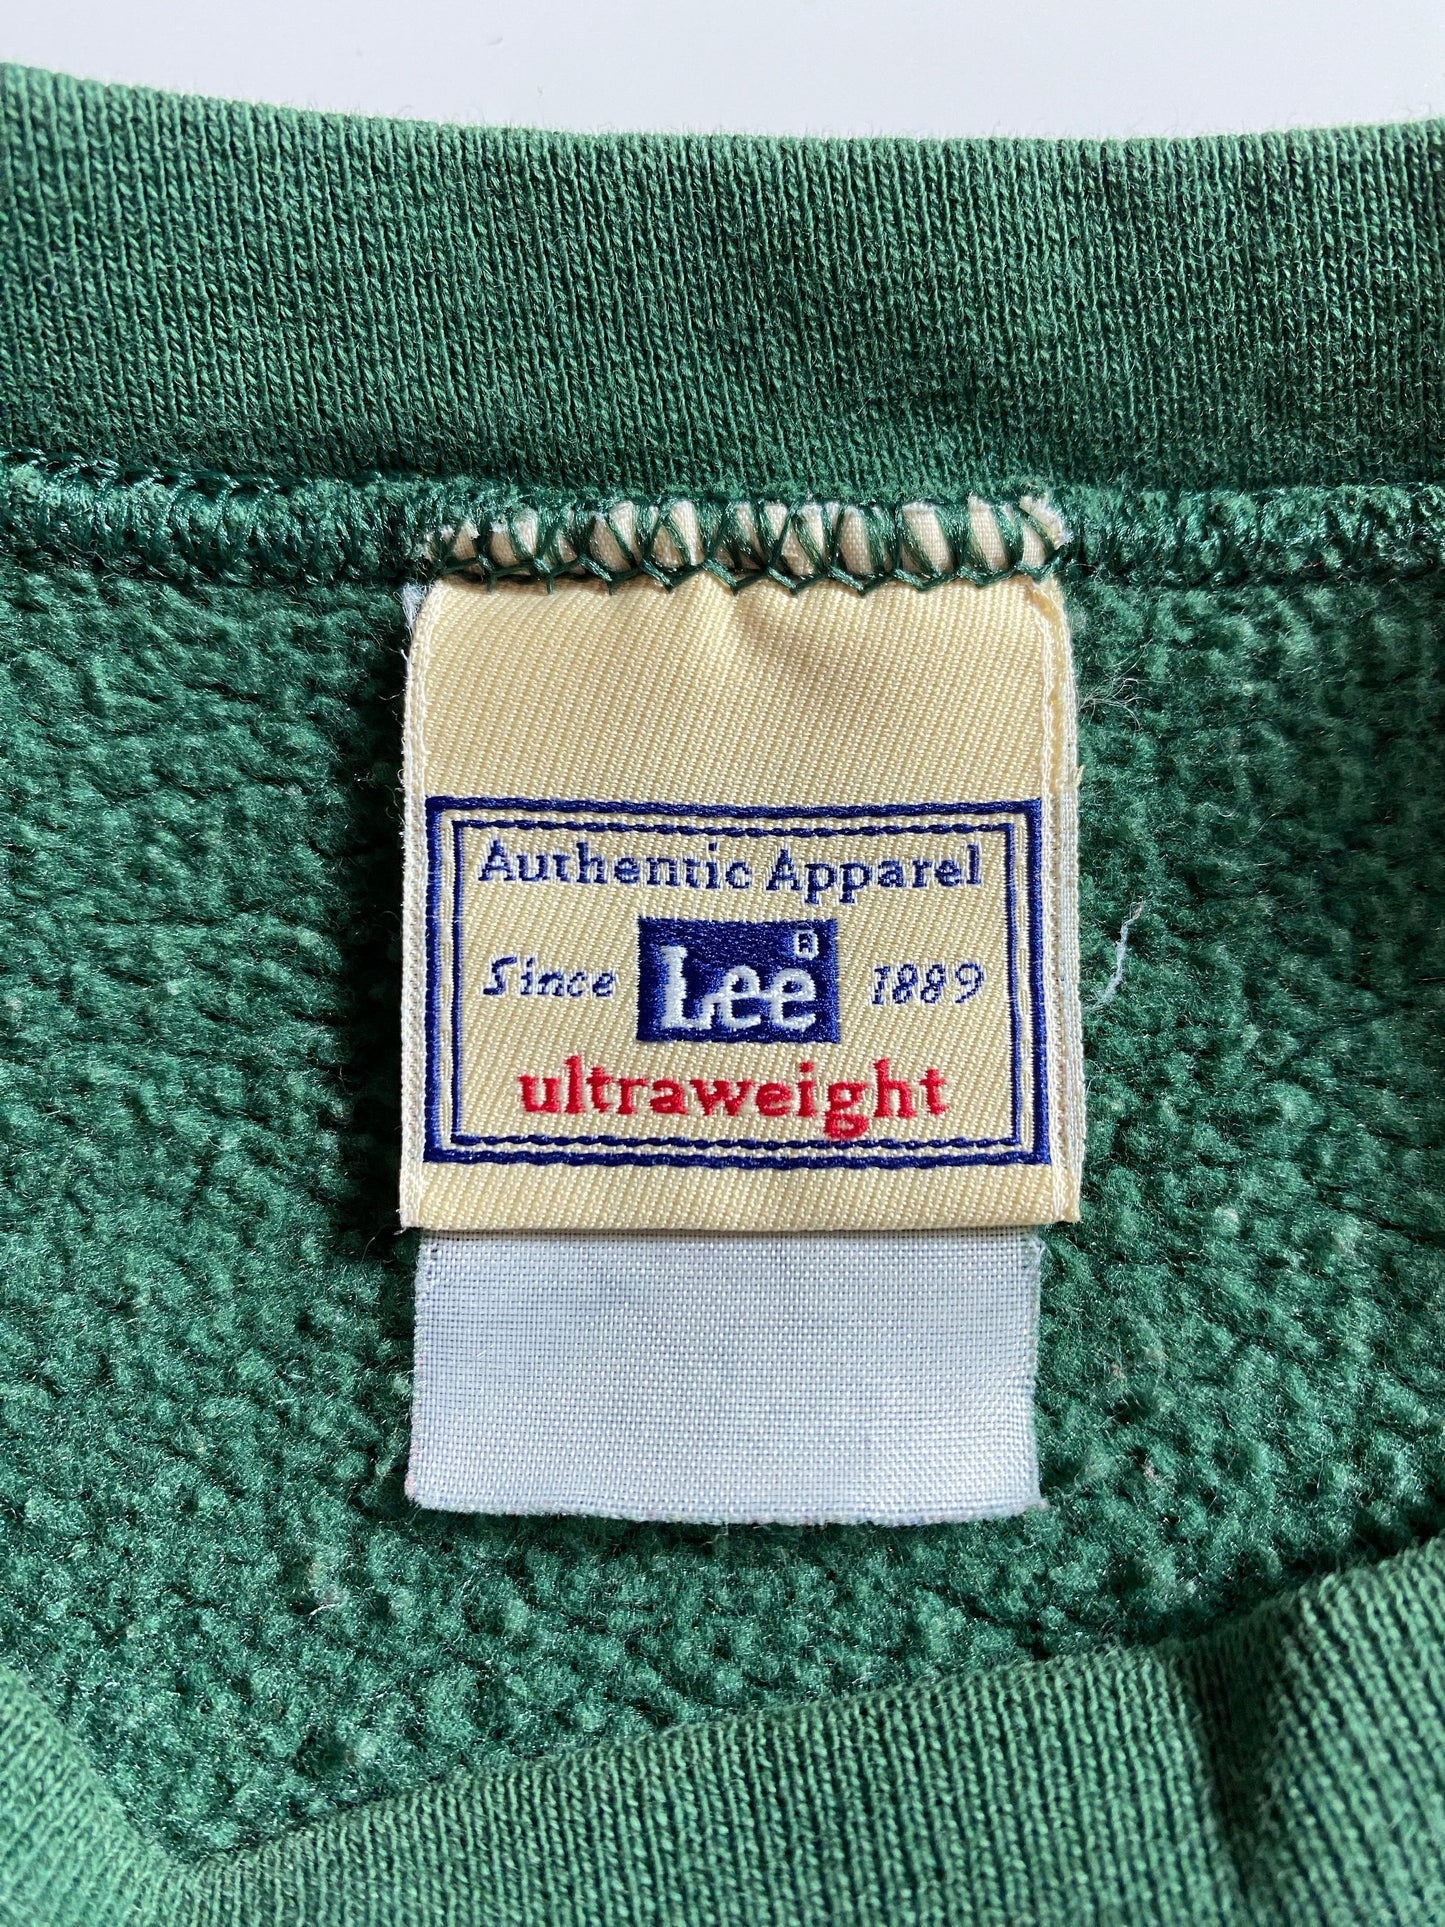 Authentic Apparel
Since Lee® 1889
ultraweight